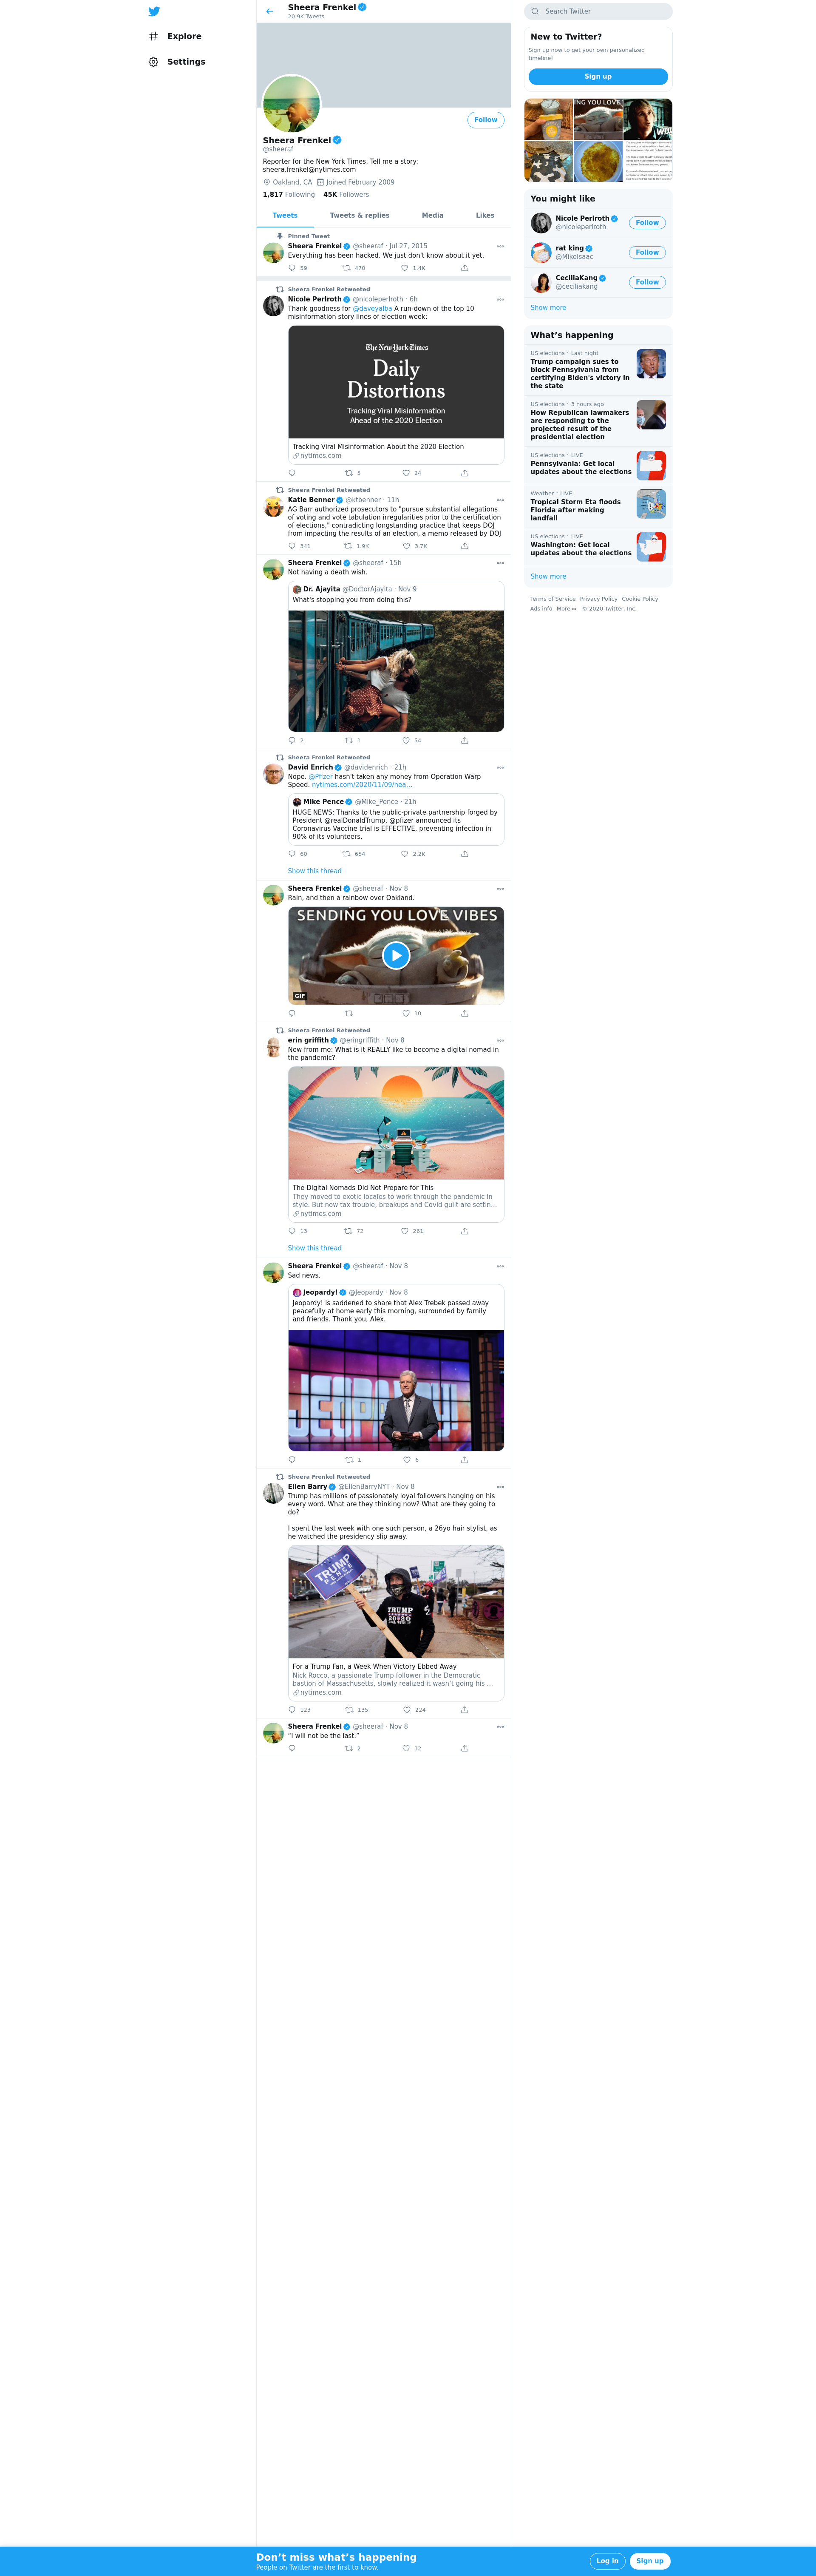 Explore
Settings
Sheera Frenkel
20.9K Tweets
Follow
Sheera Frenkel
@sheeraf
Reporter for the New York Times. Tell me a story:
sheera.frenkel@nytimes.com
Oakland, CA Joined February 2009
1,817 Following 45K Followers
Tweets Tweets & replies Media Likes
Pinned Tweet
Sheera Frenkel @sheeraf · Jul 27, 2015
Everything has been hacked. We just don't know about it yet.
59 470 1.4K
Sheera Frenkel Retweeted
Nicole Perlroth @nicoleperlroth · 6h
Thank goodness for @daveyalba A run-down of the top 10
misinformation story lines of election week:
The New York Times
Daily
Distortions
Tracking Viral Misinformation
Ahead of the 2020 Election
Tracking Viral Misinformation About the 2020 Election
nytimes.com
5 24
Sheera Frenkel Retweeted
Katie Benner @ktbenner · 11h
AG Barr authorized prosecutors to "pursue substantial allegations
of voting and vote tabulation irregularities prior to the certification
of elections," contradicting longstanding practice that keeps DOJ
from impacting the results of an election, a memo released by DOJ
341 1.9K 3.7K
Sheera Frenkel @sheeraf · 15h
Not having a death wish.
Dr. Ajayita @DoctorAjayita · Nov 9
What's stopping you from doing this?
2 1 54
Sheera Frenkel Retweeted
David Enrich @davidenrich · 21h
Nope. @Pfizer hasn't taken any money from Operation Warp
Speed. nytimes.com/2020/11/09/hea…
Mike Pence @Mike_Pence · 21h
HUGE NEWS: Thanks to the public-private partnership forged by
President @realDonaldTrump, @pfizer announced its
Coronavirus Vaccine trial is EFFECTIVE, preventing infection in
90% of its volunteers.
60 654 2.2K
Show this thread
Sheera Frenkel @sheeraf · Nov 8
Rain, and then a rainbow over Oakland.
SENDING YOU LOVE VIBES
GIF
10
Sheera Frenkel Retweeted
erin griffith @eringriffith · Nov 8
New from me: What is it REALLY like to become a digital nomad in
the pandemic?
The Digital Nomads Did Not Prepare for This
They moved to exotic locales to work through the pandemic in
style. But now tax trouble, breakups and Covid guilt are settin…
nytimes.com
13 72 261
Show this thread
Sheera Frenkel @sheeraf · Nov 8
Sad news.
Jeopardy! @Jeopardy · Nov 8
Jeopardy! is saddened to share that Alex Trebek passed away
peacefully at home early this morning, surrounded by family
and friends. Thank you, Alex.
JEOPARDY!
1 6
Sheera Frenkel Retweeted
Ellen Barry @EllenBarryNYT · Nov 8
Trump has millions of passionately loyal followers hanging on his
every word. What are they thinking now? What are they going to
do?
I spent the last week with one such person, a 26yo hair stylist, as
he watched the presidency slip away.
TRUMP
PENCE
TRUMP
2020
For a Trump Fan, a Week When Victory Ebbed Away
Nick Rocco, a passionate Trump follower in the Democratic
bastion of Massachusetts, slowly realized it wasn't going his …
nytimes.com
123 135 224
Sheera Frenkel @sheeraf · Nov 8
“I will not be the last.”
2 32
Search Twitter
New to Twitter?
Sign up now to get your own personalized
timeline!
Sign up
ING YOU LOVE
You might like
Nicole Perlroth
@nicoleperlroth
Follow
rat king
@MikeIsaac
Follow
CeciliaKang
@ceciliakang
Follow
Show more
What’s happening
US elections · Last night
Trump campaign sues to
block Pennsylvania from
certifying Biden's victory in
the state
US elections · 3 hours ago
How Republican lawmakers
are responding to the
projected result of the
presidential election
US elections · LIVE
Pennsylvania: Get local
updates about the elections
Weather · LIVE
Tropical Storm Eta floods
Florida after making
landfall
US elections · LIVE
Washington: Get local
updates about the elections
Show more
Terms of Service Privacy Policy Cookie Policy
Ads info More © 2020 Twitter, Inc.
Don’t miss what’s happening
People on Twitter are the first to know.
Log in
Sign up